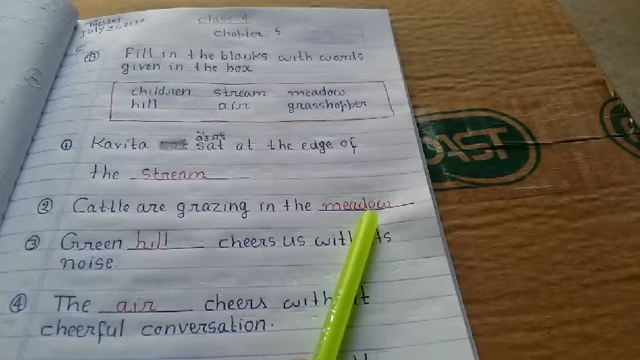 Tuesday
Class 4
Chapter: 5
(B) Fill in the blanks with words
given in the box
children stream meadow
hill air grasshopper
① Kavita sat at the edge of
the stream
② Cattle are grazing in the meadow
③ Green hill cheers us with its
noise.
④ The air cheers without
cheerful conversation.